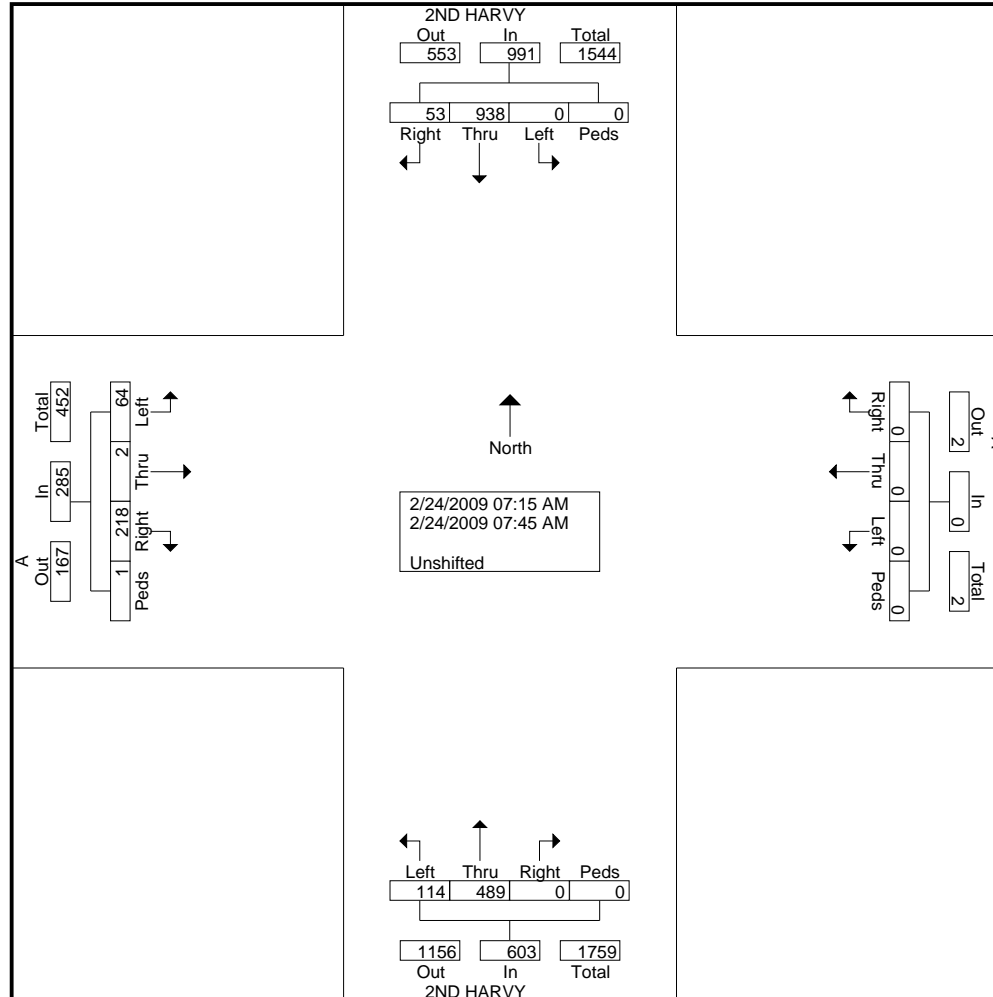 2ND HARVY
Out In Total
553 991 1544
53 938 0 0
Right Thru Left Peds
Total 452
In 285
Out 167
A
64 2 218 1
Left Thru Right Peds
North
2/24/2009 07:15 AM
2/24/2009 07:45 AM
Unshifted
Right Thru Left Peds
0 0 0 0
Out 2
In 0
Total 2
Left Thru Right Peds
114 489 0 0
1156 603 1759
Out In Total
2ND HARVY